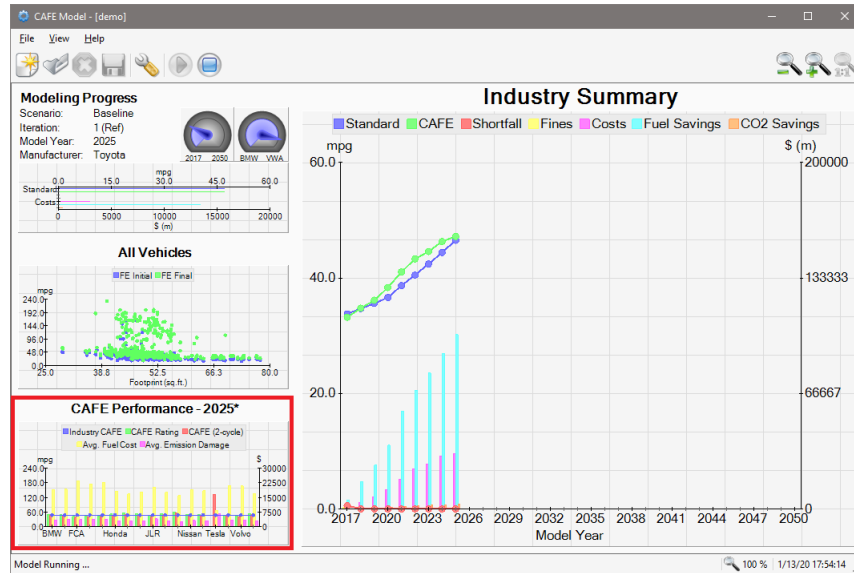 CAFE Model - [demo]
File View Help
Modeling Progress
Scenario: Baseline
Iteration: 1 (Ref)
Model Year: 2025
Manufacturer: Toyota
2017 2050 BMW VWA
mpg
0.0 15.0 30.0 45.0 60.0
Standard
Costs
0 5000 10000 15000 20000
$ (m)
All Vehicles
FE Initial FE Final
mpg
240.0
192.0
144.0
96.0
48.0
0.0
25.0 38.8 52.5 66.3 80.0
Footprint (sq.ft.)
CAFE Performance - 2025*
Industry CAFE CAFE Rating CAFE (2-cycle)
Avg. Fuel Cost Avg. Emission Damage
mpg $
240.0 30000
180.0 22500
120.0 15000
60.0 7500
0.0 0
BMW FCA Honda JLR Nissan Tesla Volvo
Industry Summary
Standard CAFE Shortfall Fines Costs Fuel Savings CO2 Savings
mpg $ (m)
60.0 200000
40.0 133333
20.0 66667
0.0 0
2017 2020 2023 2026 2029 2032 2035 2038 2041 2044 2047 2050
Model Year
Model Running ... 100 % 1/13/20 17:54:14